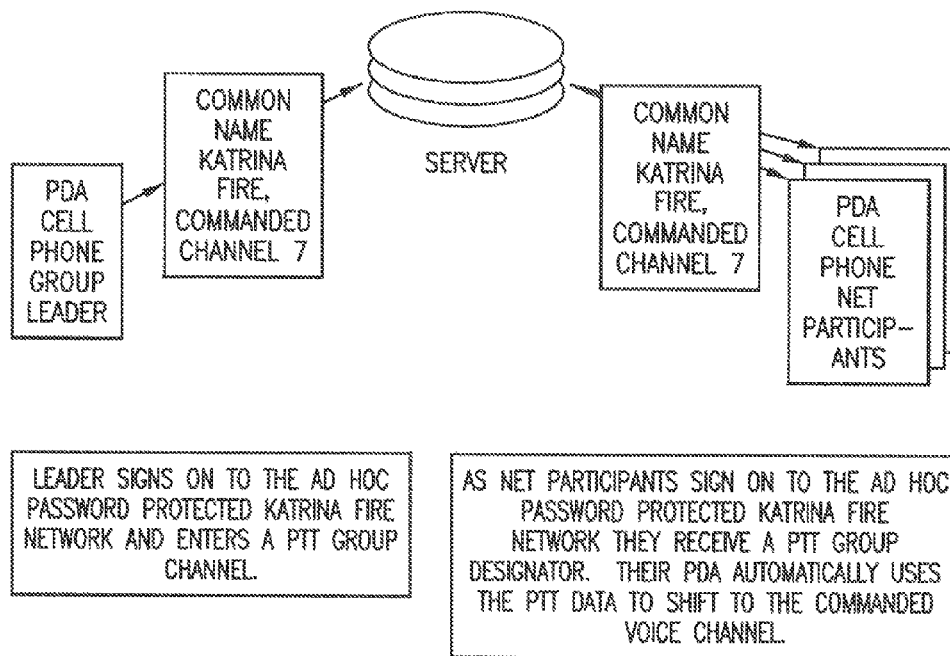 PDA
CELL
PHONE
GROUP
LEADER
COMMON
NAME
KATRINA
FIRE,
COMMANDED
CHANNEL 7
SERVER
COMMON
NAME
KATRINA
FIRE,
COMMANDED
CHANNEL 7
PDA
CELL
PHONE
NET
PARTICIP-
ANTS
LEADER SIGNS ON TO THE AD HOC
PASSWORD PROTECTED KATRINA FIRE
NETWORK AND ENTERS A PTT GROUP
CHANNEL.
AS NET PARTICIPANTS SIGN ON TO THE AD HOC
PASSWORD PROTECTED KATRINA FIRE
NETWORK THEY RECEIVE A PTT GROUP
DESIGNATOR. THEIR PDA AUTOMATICALLY USES
THE PTT DATA TO SHIFT TO THE COMMANDED
VOICE CHANNEL.